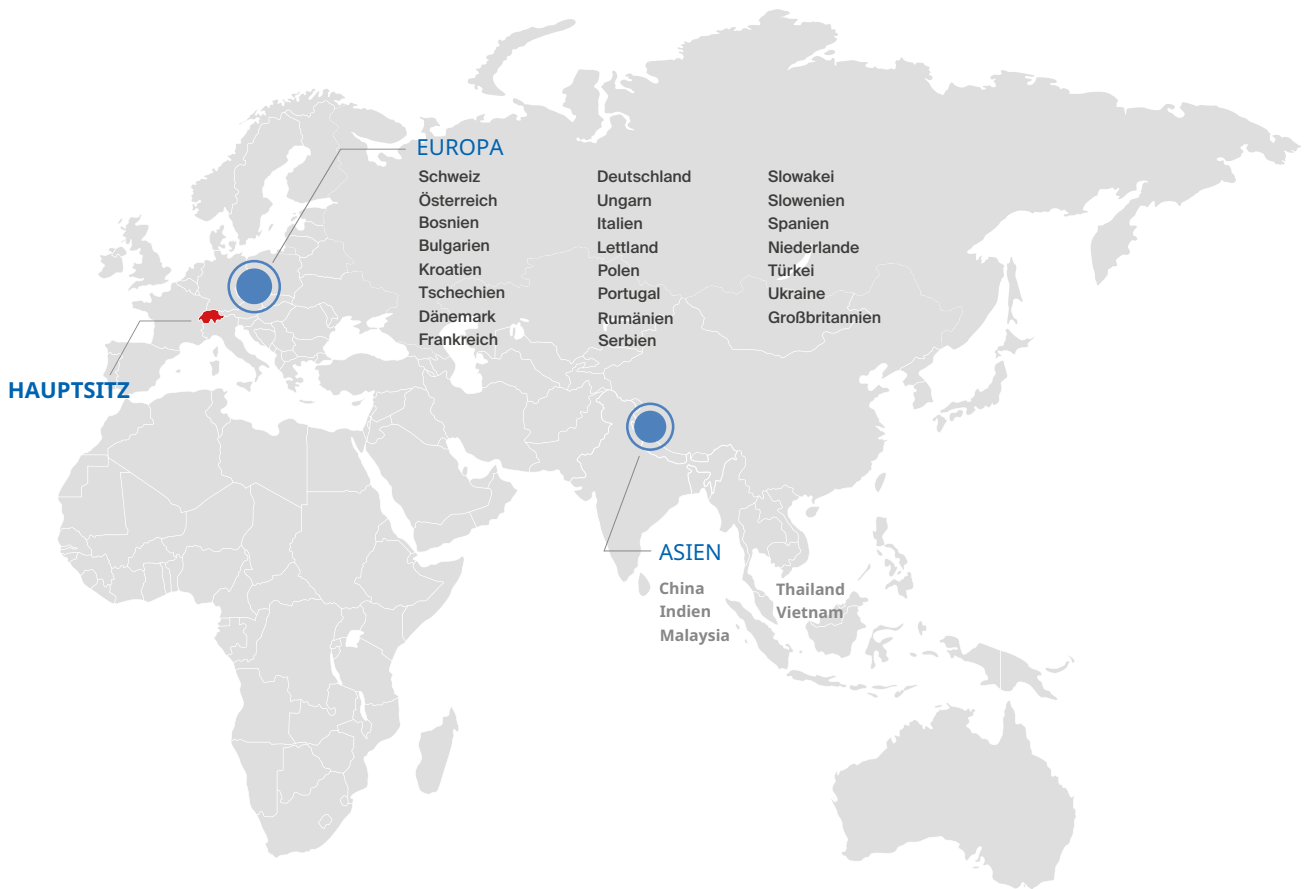 EUROPA
Schweiz
Österreich
Bosnien
Bulgarien
Kroatien
Tschechien
Dänemark
Frankreich
Deutschland
Ungarn
Italien
Lettland
Polen
Portugal
Rumänien
Serbien
Slowakei
Slowenien
Spanien
Niederlande
Türkei
Ukraine
Großbritannien
HAUPTSITZ
ASIEN
China
Indien
Malaysia
Thailand
Vietnam